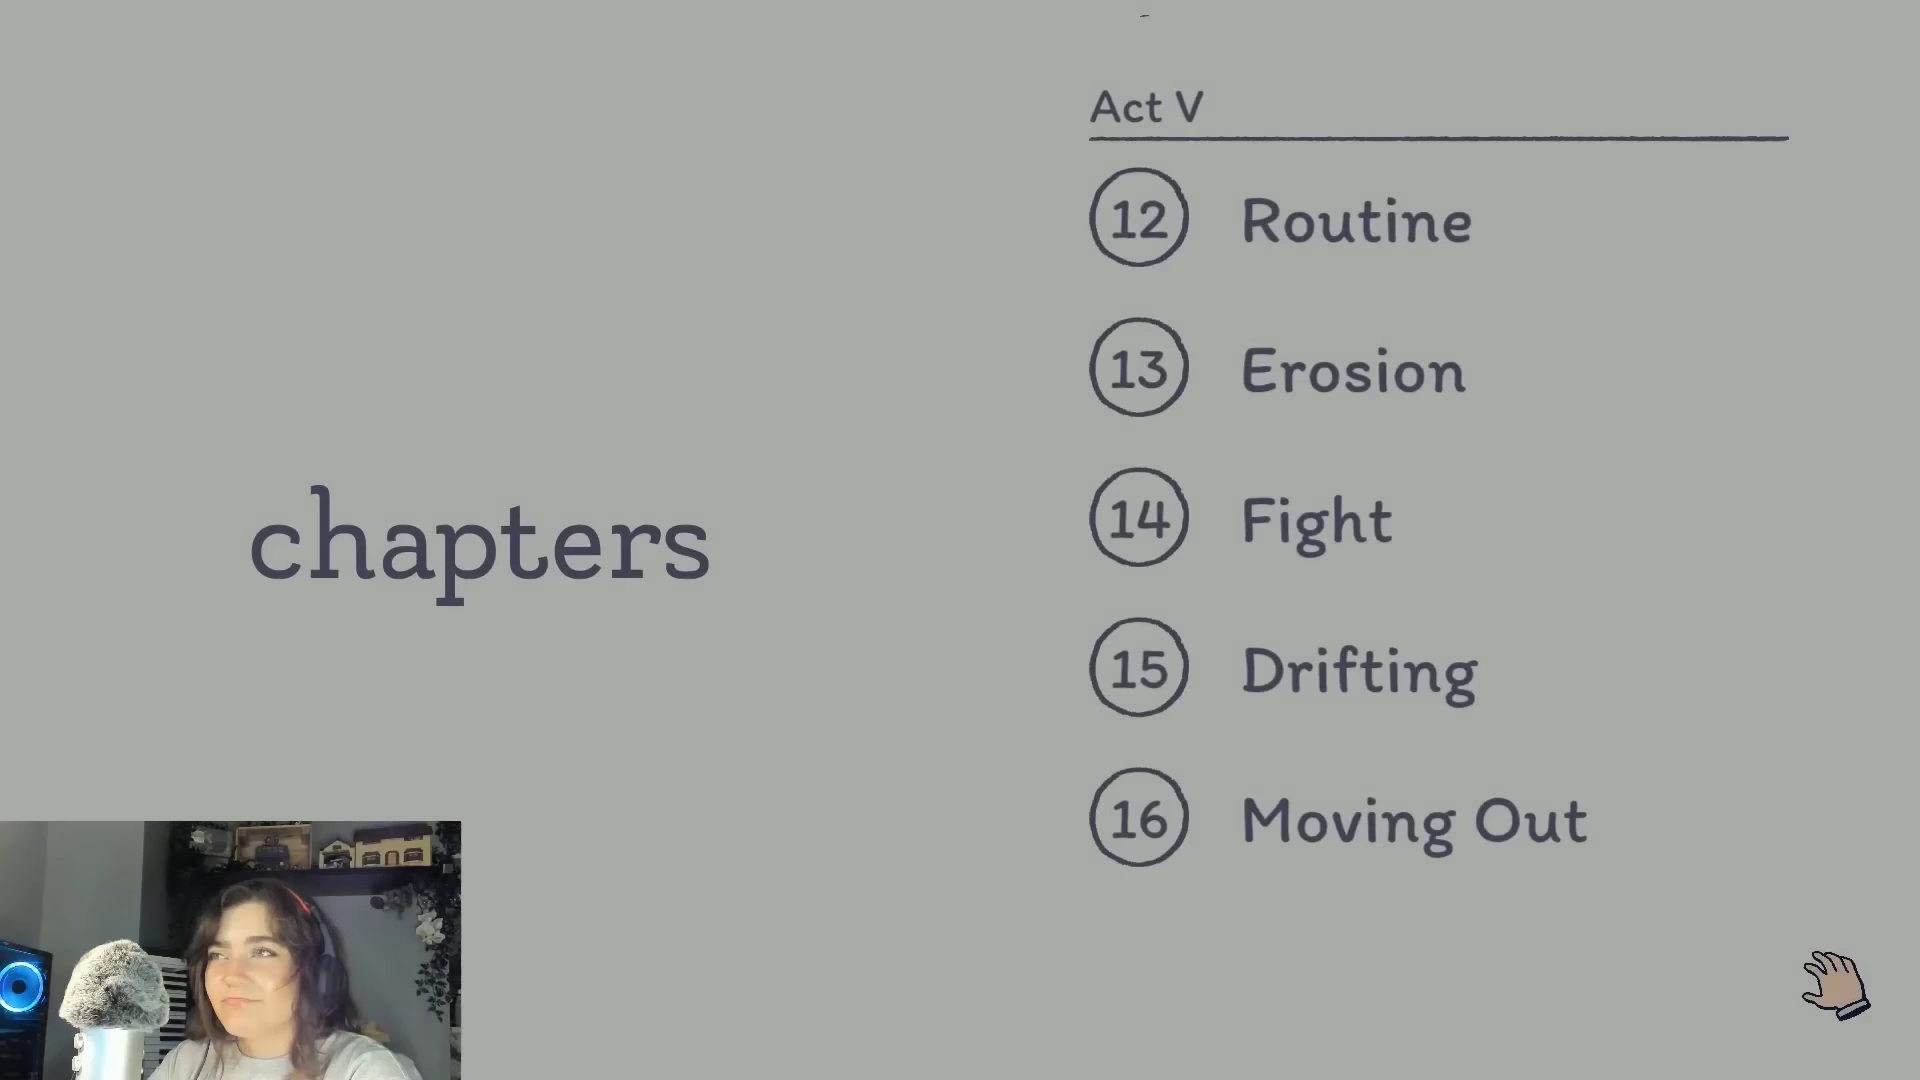 chapters
Act V
12 Routine
13 Erosion
14 Fight
15 Drifting
16 Moving Out